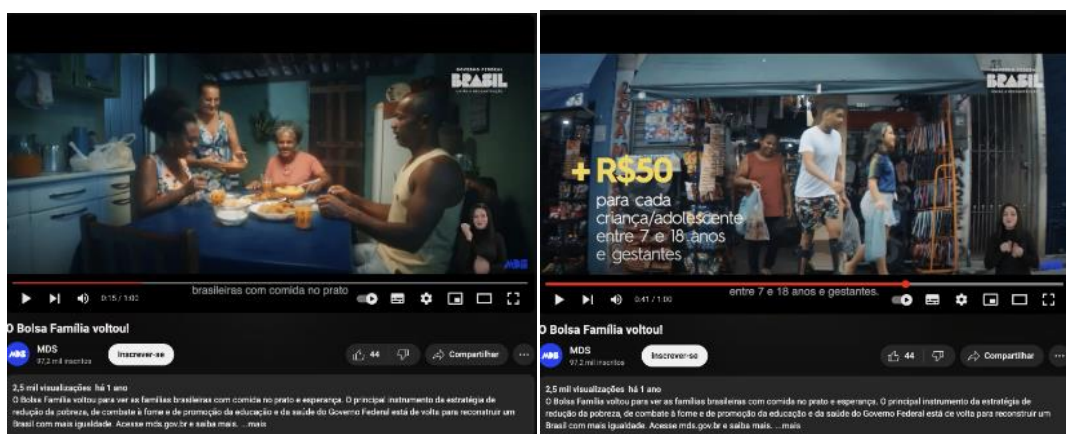 GOVERNO FEDERAL
BRASIL
UNIÃO E RECONSTRUÇÃO
MDS
brasileiras com comida no prato
0:15 / 1:00
O Bolsa Família voltou!
MDS
97,2 mil inscritos
Inscrever-se
44
Compartilhar
2,5 mil visualizações há 1 ano
O Bolsa Família voltou para ver as famílias brasileiras com comida no prato e esperança. O principal instrumento da estratégia de
redução da pobreza, de combate à fome e de promoção da educação e da saúde do Governo Federal está de volta para reconstruir um
Brasil com mais igualdade. Acesse mds.gov.br e saiba mais. ...mais
GOVERNO FEDERAL
BRASIL
UNIÃO E RECONSTRUÇÃO
+ R$50
para cada
criança/adolescente
entre 7 e 18 anos
e gestantes
MDS
entre 7 e 18 anos e gestantes.
0:41 / 1:00
O Bolsa Família voltou!
MDS
97,2 mil inscritos
Inscrever-se
44
Compartilhar
2,5 mil visualizações há 1 ano
O Bolsa Família voltou para ver as famílias brasileiras com comida no prato e esperança. O principal instrumento da estratégia de
redução da pobreza, de combate à fome e de promoção da educação e da saúde do Governo Federal está de volta para reconstruir um
Brasil com mais igualdade. Acesse mds.gov.br e saiba mais. ...mais